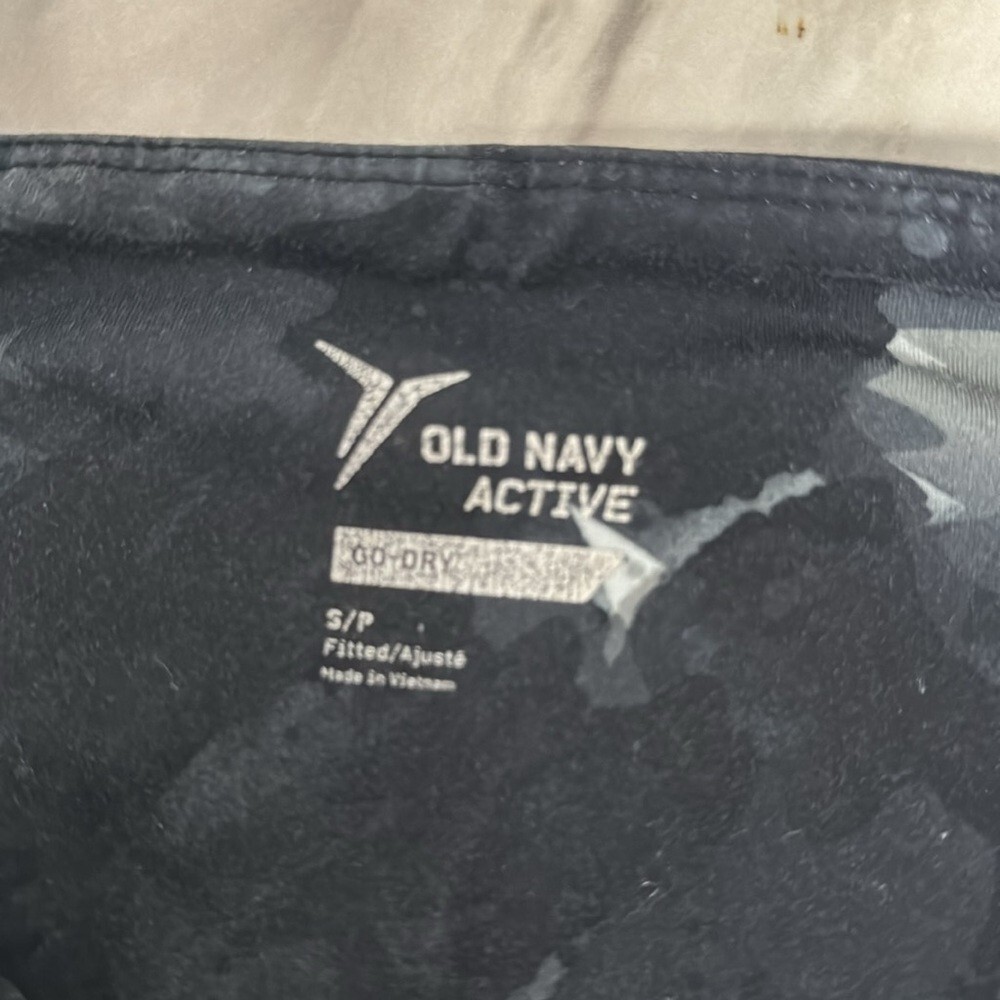 OLD NAVY
ACTIVE
GO-DRY
S/P
Fitted/Ajusté
Made in Vietnam